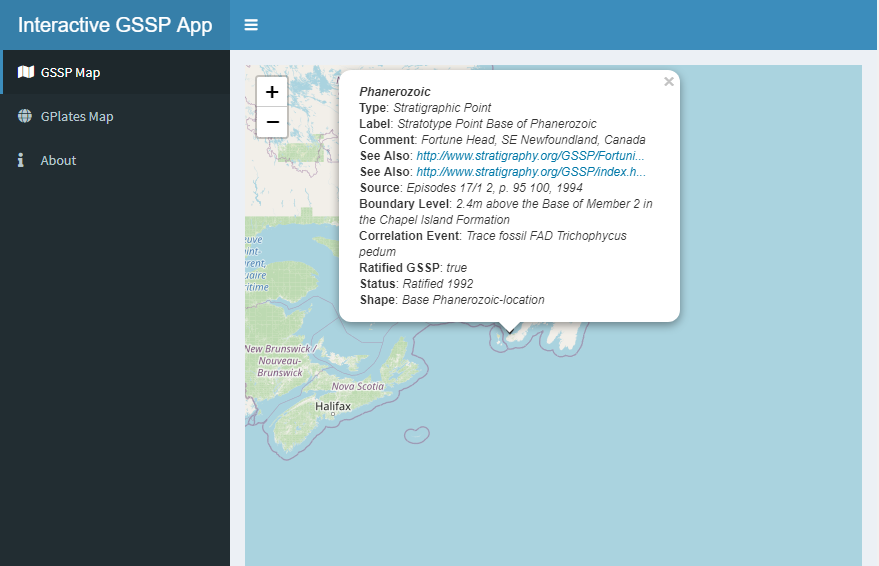 Interactive GSSP App
GSSP Map
GPlates Map
About
+
−
×
Phanerozoic
Type: Stratigraphic Point
Label: Stratotype Point Base of Phanerozoic
Comment: Fortune Head, SE Newfoundland, Canada
See Also: http://www.stratigraphy.org/GSSP/Fortuni...
See Also: http://www.stratigraphy.org/GSSP/index.h...
Source: Episodes 17/1 2, p. 95 100, 1994
Boundary Level: 2.4m above the Base of Member 2 in
the Chapel Island Formation
Correlation Event: Trace fossil FAD Trichophycus
pedum
Ratified GSSP: true
Status: Ratified 1992
Shape: Base Phanerozoic-location
New Brunswick /
Nouveau-
Brunswick
Nova Scotia
Halifax